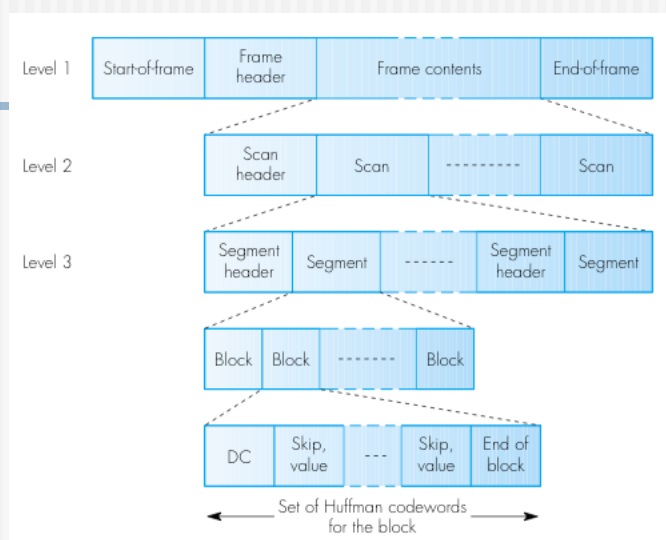 Level 1
Start-of-frame
Frame
header
Frame contents
End-of-frame
Level 2
Scan
header
Scan
Scan
Level 3
Segment
header
Segment
Segment
header
Segment
Block
Block
Block
DC
Skip,
value
Skip,
value
End of
block
Set of Huffman codewords
for the block